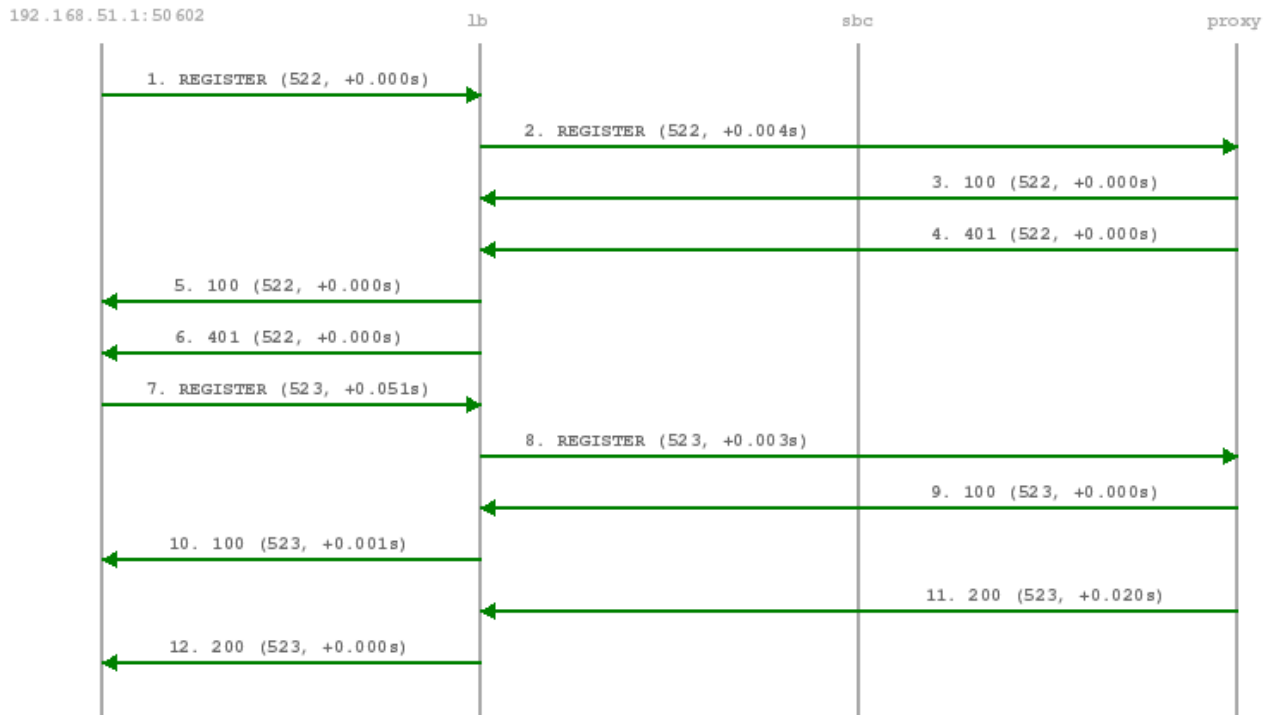 192.168.51.1:50602
lb
sbc
proxy
1. REGISTER (522, +0.000s)
2. REGISTER (522, +0.004s)
3. 100 (522, +0.000s)
4. 401 (522, +0.000s)
5. 100 (522, +0.000s)
6. 401 (522, +0.000s)
7. REGISTER (523, +0.051s)
8. REGISTER (523, +0.003s)
9. 100 (523, +0.000s)
10. 100 (523, +0.001s)
11. 200 (523, +0.020s)
12. 200 (523, +0.000s)